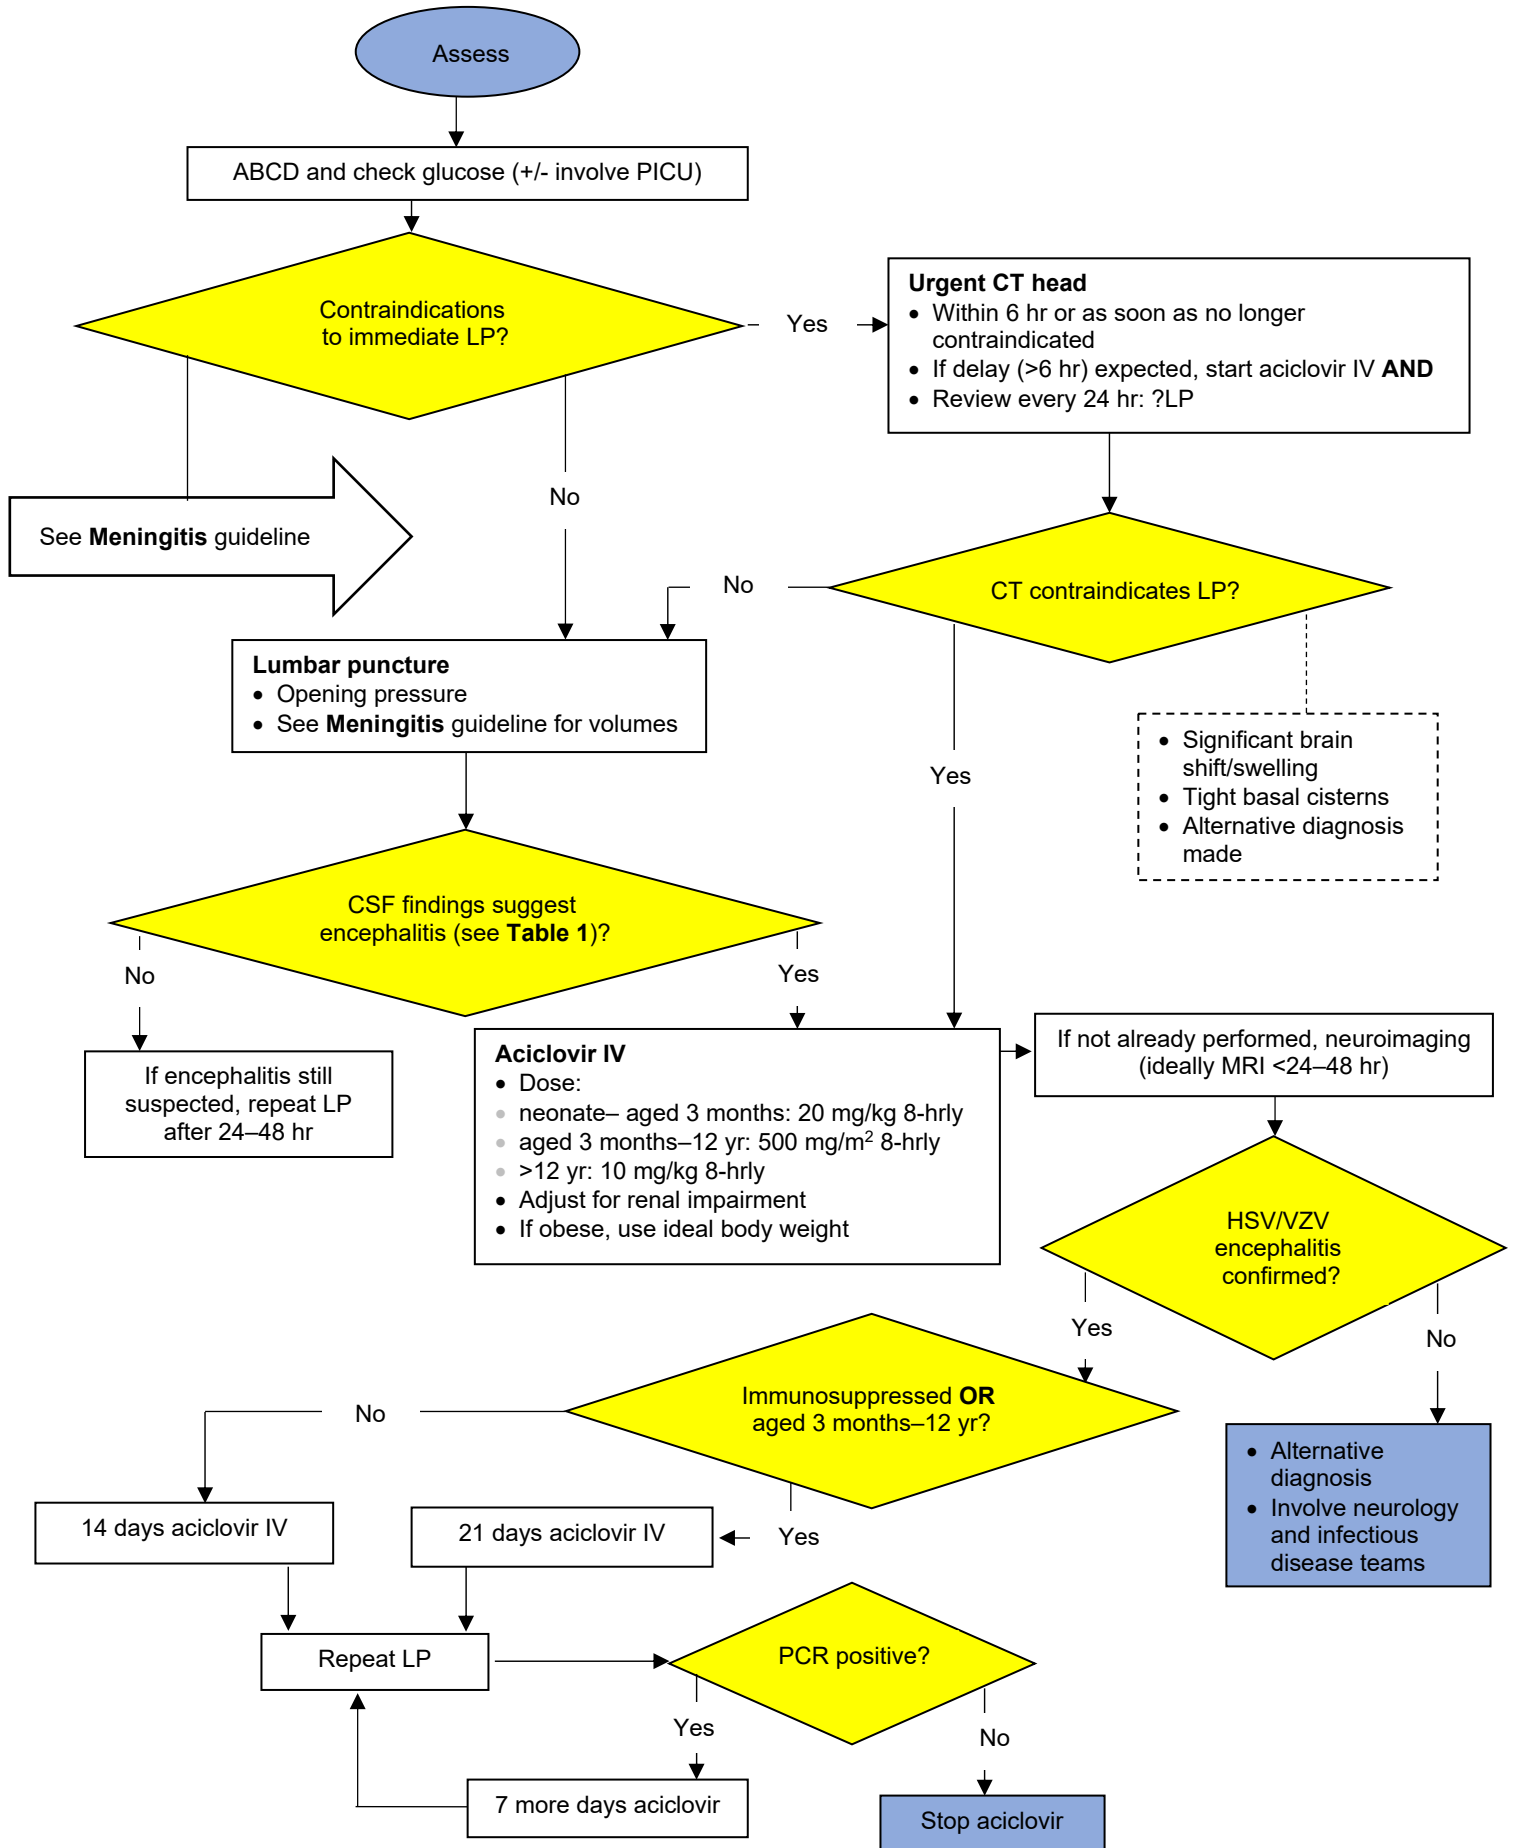 Assess
ABCD and check glucose (+/- involve PICU)
Contraindications
to immediate LP?
Yes
Urgent CT head
• Within 6 hr or as soon as no longer
contraindicated
• If delay (>6 hr) expected, start aciclovir IV AND
• Review every 24 hr: ?LP
See Meningitis guideline
No
No
CT contraindicates LP?
Lumbar puncture
• Opening pressure
• See Meningitis guideline for volumes
Yes
• Significant brain
shift/swelling
• Tight basal cisterns
• Alternative diagnosis
made
CSF findings suggest
encephalitis (see Table 1)?
No
Yes
If encephalitis still
suspected, repeat LP
after 24–48 hr
Aciclovir IV
• Dose:
• neonate– aged 3 months: 20 mg/kg 8-hrly
• aged 3 months–12 yr: 500 mg/m² 8-hrly
• >12 yr: 10 mg/kg 8-hrly
• Adjust for renal impairment
• If obese, use ideal body weight
If not already performed, neuroimaging
(ideally MRI <24–48 hr)
HSV/VZV
encephalitis
confirmed?
Yes
No
Immunosuppressed OR
aged 3 months–12 yr?
No
Yes
• Alternative
diagnosis
• Involve neurology
and infectious
disease teams
14 days aciclovir IV
21 days aciclovir IV
Repeat LP
PCR positive?
Yes
No
7 more days aciclovir
Stop aciclovir